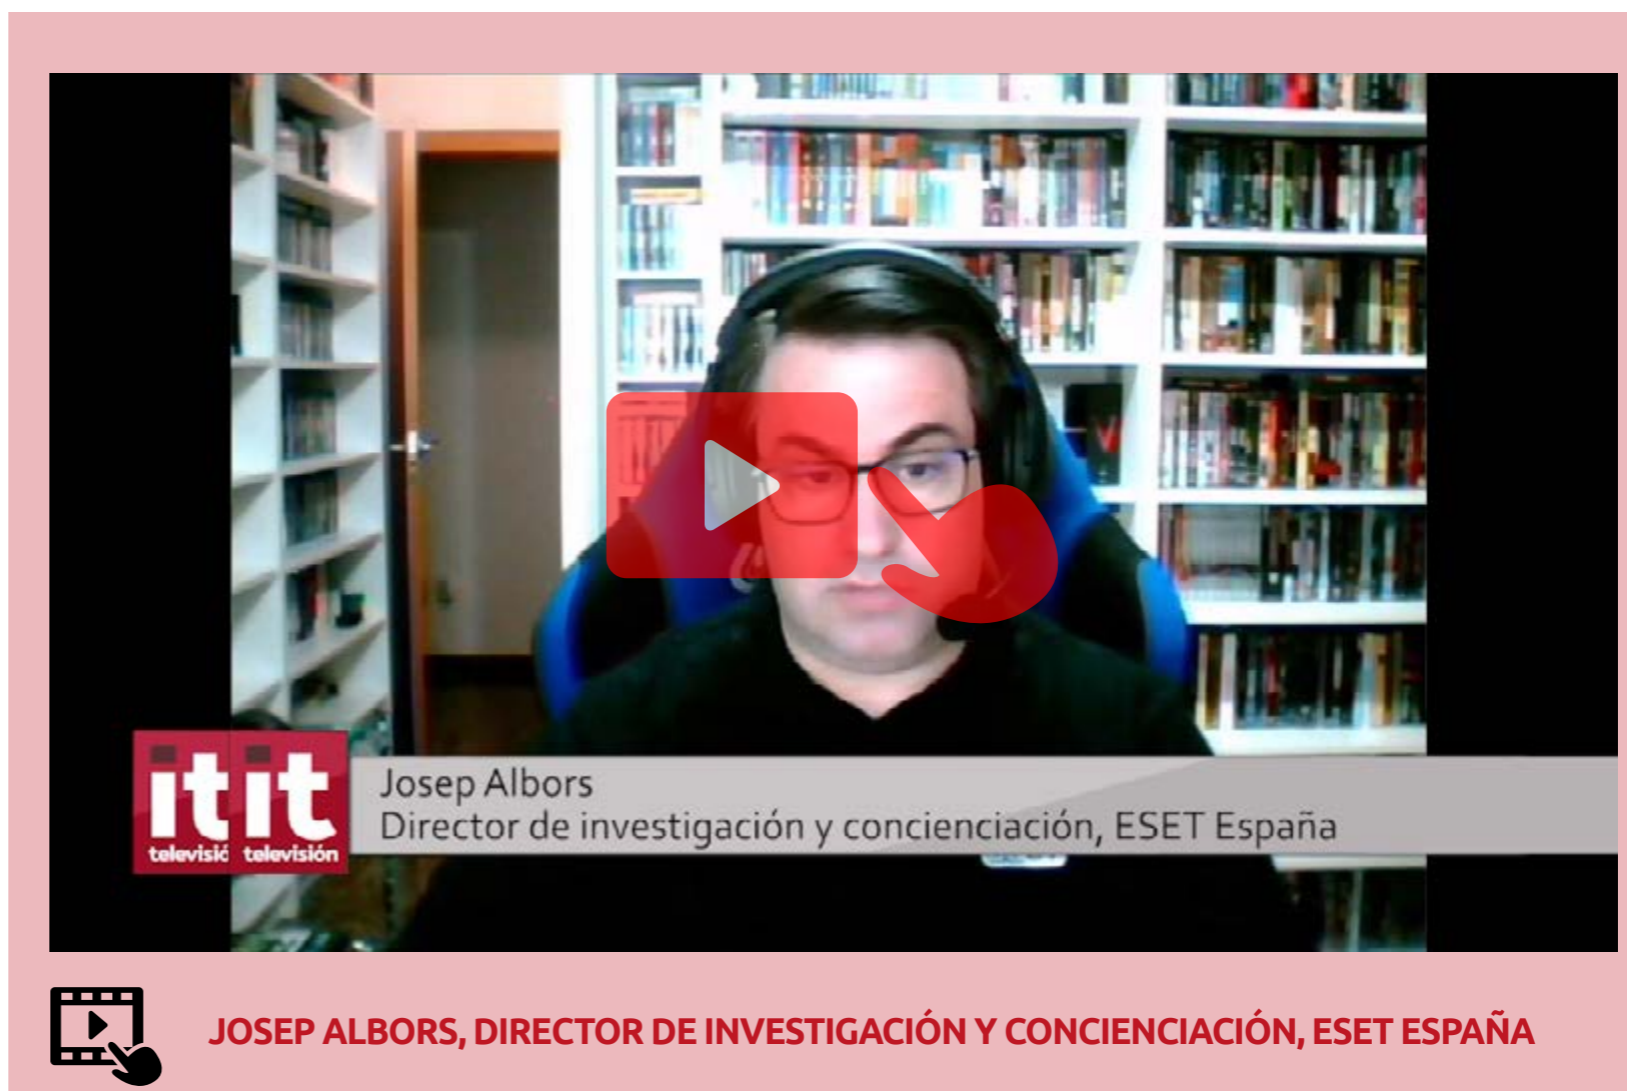 itit
televisió televisión
Josep Albors
Director de investigación y concienciación, ESET España
JOSEP ALBORS, DIRECTOR DE INVESTIGACIÓN Y CONCIENCIACIÓN, ESET ESPAÑA